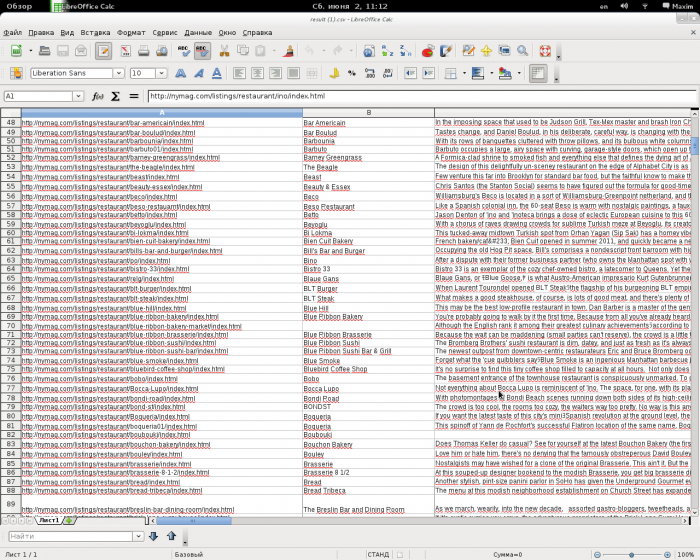 Обзор
LibreOffice Calc
Сб. июня 2, 11:12
en
Maxim
result (1).csv - LibreOffice Calc
Файл Правка Вид Вставка Формат Сервис Данные Окно Справка
Liberation Sans 10
A1 http://nymag.com/listings/restaurant/ino/index.html
A B
48 http://nymag.com/listings/restaurant/bar-americain/index.html Bar Americain In the imposing space that used to be Judson Grill, Tex-Mex master and brash iron
49 http://nymag.com/listings/restaurant/bar-boulud/index.html Bar Boulud Tastes change, and Daniel Boulud, in his deliberate, careful way, is changing with the
50 http://nymag.com/listings/restaurant/barbounia/index.html Barbounia With its rows of banquettes cluttered with throw pillows, and its bulbous white
51 http://nymag.com/listings/restaurant/barbuto01/index.html Barbuto Barbuto occupies a large, airy space with curving, garage-style doors, which open
52 http://nymag.com/listings/restaurant/barney-greengrass/index.html Barney Greengrass A Formica-clad shrine to smoked fish and everything else that defines the dying art of
53 http://nymag.com/listings/restaurant/the-beagle/index.html The Beagle The design of this delightfully un-sceney restaurant on the edge of Alphabet City is as
54 http://nymag.com/listings/restaurant/beast/index.html Beast Few venture this far into Brooklyn for standard bar food, but the faithful know to make
55 http://nymag.com/listings/restaurant/beauty-essex/index.html Beauty & Essex Chris Santos (the Stanton Social) seems to have figured out the formula for
56 http://nymag.com/listings/restaurant/beco/index.html Beco Williamsburg's Beco is located in a sort of Williamsburg-Greenpoint netherland, and
57 http://nymag.com/listings/restaurant/beso-restaurant/index.html Beso Restaurant Like a Spanish colonial inn, the 60-seat Beso is warm with nostalgic paintings, a
58 http://nymag.com/listings/restaurant/betto/index.html Betto Jason Denton of 'ino and 'inoteca brings a dose of eclectic European cuisine to this
59 http://nymag.com/listings/restaurant/beyoglu/index.html Beyoglu With a chorus of raves drawing crowds for sublime Turkish meze at Beyoglu, its
60 http://nymag.com/listings/restaurant/bi-lokma/index.html Bi Lokma This tucked-away midtown Turkish spot from Orhan Yegen (Sip Sak) has a homey
61 http://nymag.com/listings/restaurant/bien-cuit-bakery/index.html Bien Cuit Bakery French bakery/caf&#233; Bien Cuit opened in summer 2011, and quickly became a
62 http://nymag.com/listings/restaurant/bills-bar-and-burger/index.html Bill's Bar and Burger Occupying the old Hog Pit space, Bill's comprises a nondescript front barroom with
63 http://nymag.com/listings/restaurant/ino/index.html Bino After a dispute with their former business partner (who owns the Manhattan spot
64 http://nymag.com/listings/restaurant/bistro-33/index.html Bistro 33 Bistro 33 is an exemplar of the cozy chef-owned bistro, a latecomer to Queens. Yet
65 http://nymag.com/listings/restaurant/relg/index.html Blaue Gans Blaue Gans, or Blue Goose, is what Austro-American impresario Kurt Gutenbrunner
66 http://nymag.com/listings/restaurant/blt-burger/index.html BLT Burger When Laurent Tourondel opened BLT Steak the flagship of his burgeoning BLT
67 http://nymag.com/listings/restaurant/blt-steak/index.html BLT Steak What makes a good steakhouse, of course, is lots of good meat, and there's plenty of
68 http://nymag.com/listings/restaurant/blue-hill/index.html Blue Hill This may be the best low-profile restaurant in town. Dan Barber is a master of the
70 http://nymag.com/listings/restaurant/blue-ribbon-bakery/index.html Blue Ribbon Bakery You're probably going to walk by it the first time. Because from all you've already
http://nymag.com/listings/restaurant/blue-ribbon-bakery-market/index.html Although the English rank it among their greatest culinary achievements according to
71 http://nymag.com/listings/restaurant/blue-ribbon-brasserie/index.html Blue Ribbon Brasserie Because the wait can be maddening (small parties can't reserve), the crowd is a little
72 http://nymag.com/listings/restaurant/blue-ribbon-sushi/index.html Blue Ribbon Sushi The Bromberg Brothers' sushi restaurant is dim, datey, and just as fresh as it's always
73 http://nymag.com/listings/restaurant/blue-ribbon-sushi-bar/index.html Blue Ribbon Sushi Bar & Grill The newest outpost from downtown-centric restaurateurs Eric and Bruce Bromberg
74 http://nymag.com/listings/restaurant/blue-smoke/index.html Blue Smoke Forget what the 'cue quibblers say Blue Smoke is an ingenious Manhattan
75 http://nymag.com/listings/restaurant/bluebird-coffee-shop/index.html Bluebird Coffee Shop It's no surprise to find this tiny coffee shop filled to capacity at all hours. Not only does
76 http://nymag.com/listings/restaurant/bobo/index.html Bobo The basement entrance of the townhouse restaurant is conspicuously unmarked. To
77 http://nymag.com/listings/restaurant/Bocca-Lupo/index.html Bocca Lupo Not everything about Bocca Lupo is reminiscent of 'ino. The space, for one, with its
78 http://nymag.com/listings/restaurant/bondi-road/index.html Bondi Road With photomontages of Bondi Beach scenes running down both sides of its
79 http://nymag.com/listings/restaurant/bond-st/index.html BONDST The crowd is too cool, the rooms too cozy, the waiters way too pretty. No way is this
80 http://nymag.com/listings/restaurant/Boqueria/index.html Boqueria If you want the latest taste of this city's mini Spanish revolution at the ground level, the
81 http://nymag.com/listings/restaurant/boqueria01/index.html Boqueria This spinoff of Yann de Rochfort's successful Flatiron location of the same name,
82 http://nymag.com/listings/restaurant/boubouki/index.html Boubouki
83 http://nymag.com/listings/restaurant/bouchon-bakery/index.html Bouchon Bakery Does Thomas Keller do casual? See for yourself at the latest Bouchon Bakery (the
84 http://nymag.com/listings/restaurant/bouley/index.html Bouley Love him or hate him, there's no denying that the famously obstreperous David
85 http://nymag.com/listings/restaurant/brasserie/index.html Brasserie Nostalgists may have wished for a clone of the original Brasserie. This ain't it. But the
86 http://nymag.com/listings/restaurant/brasserie-8-1-2/index.html Brasserie 8 1/2 At this souped-up designer bookend to the modish Brasserie, you get big brasserie
87 http://nymag.com/listings/restaurant/bread/index.html Bread Another stylish, pint-size panini parlor in SoHo has given the Underground Gourmet
88 http://nymag.com/listings/restaurant/bread-tribeca/index.html Bread Tribeca The menu at this modish neighborhood establishment on Church Street has
89 http://nymag.com/listings/restaurant/breslin-bar-dining-room/index.html The Breslin Bar and Dining Room As we march, wearily, into the new decade, assorted gastro-bloggers, tweetheads,
Лист1
Найти
Лист 1 / 1 Базовый СТАНД Сумма=0 100%